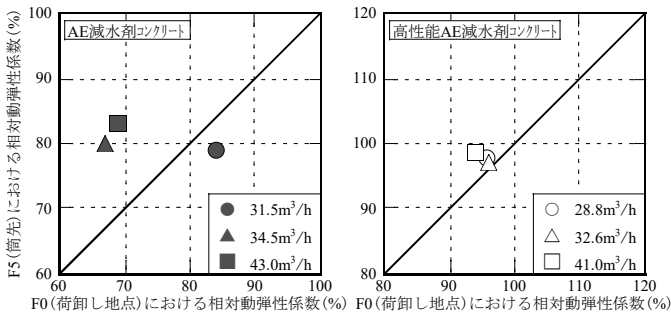 F5(筒先)における相対動弾性係数(%)
100
90
80
70
60
AE減水剤ｺﾝｸﾘｰﾄ
31.5m³/h
34.5m³/h
43.0m³/h
60 70 80 90 100
F0(荷卸し地点)における相対動弾性係数(%)
120
110
100
90
80
高性能AE減水剤ｺﾝｸﾘｰﾄ
28.8m³/h
32.6m³/h
41.0m³/h
80 90 100 110 120
F0(荷卸し地点)における相対動弾性係数(%)